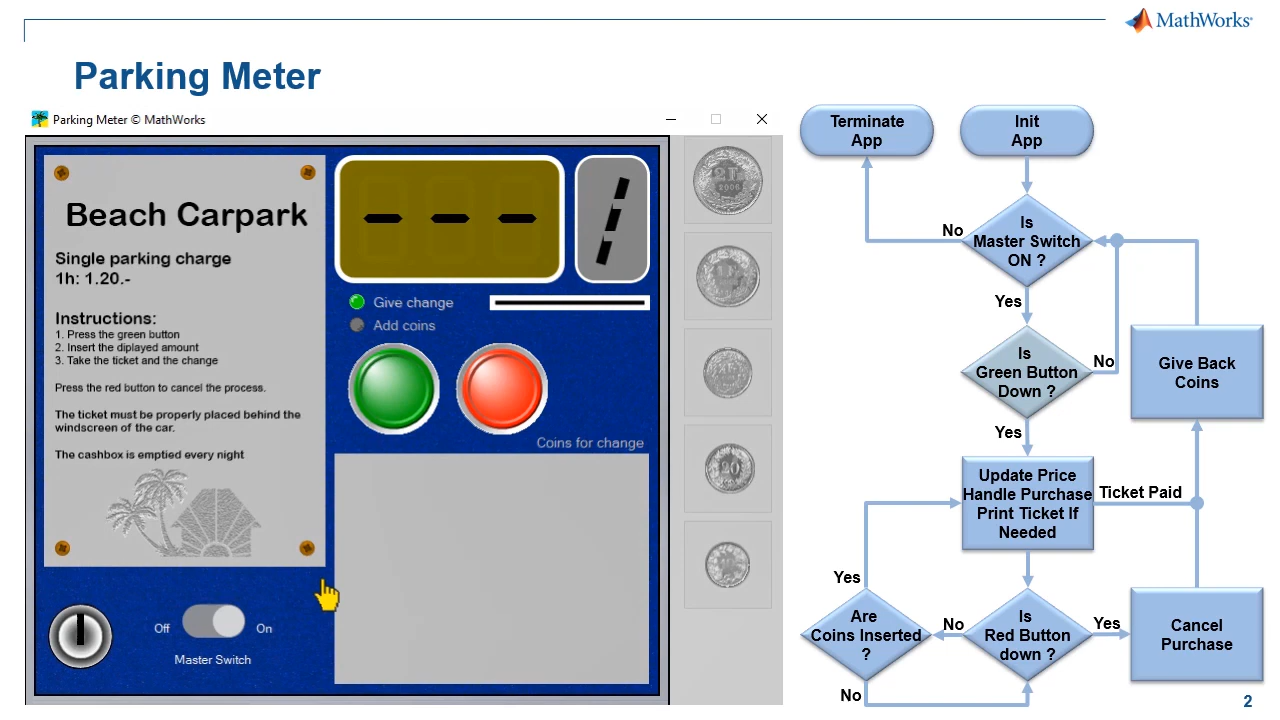 MathWorks
Parking Meter
Parking Meter © MathWorks
Beach Carpark
Single parking charge
1h: 1.20.-
Instructions:
1. Press the green button
2. Insert the diplayed amount
3. Take the ticket and the change
Press the red button to cancel the process.
The ticket must be properly placed behind the
windscreen of the car.
The cashbox is emptied every night
Off
On
Master Switch
- - -
Give change
Add coins
Coins for change
2 Fr.
2006
20
Terminate
App
Init
App
Is
Master Switch
ON ?
No
Yes
Is
Green Button
Down ?
No
Yes
Give Back
Coins
Update Price
Handle Purchase
Print Ticket If
Needed
Ticket Paid
Yes
Are
Coins Inserted
?
No
No
Is
Red Button
down ?
Yes
Cancel
Purchase
2